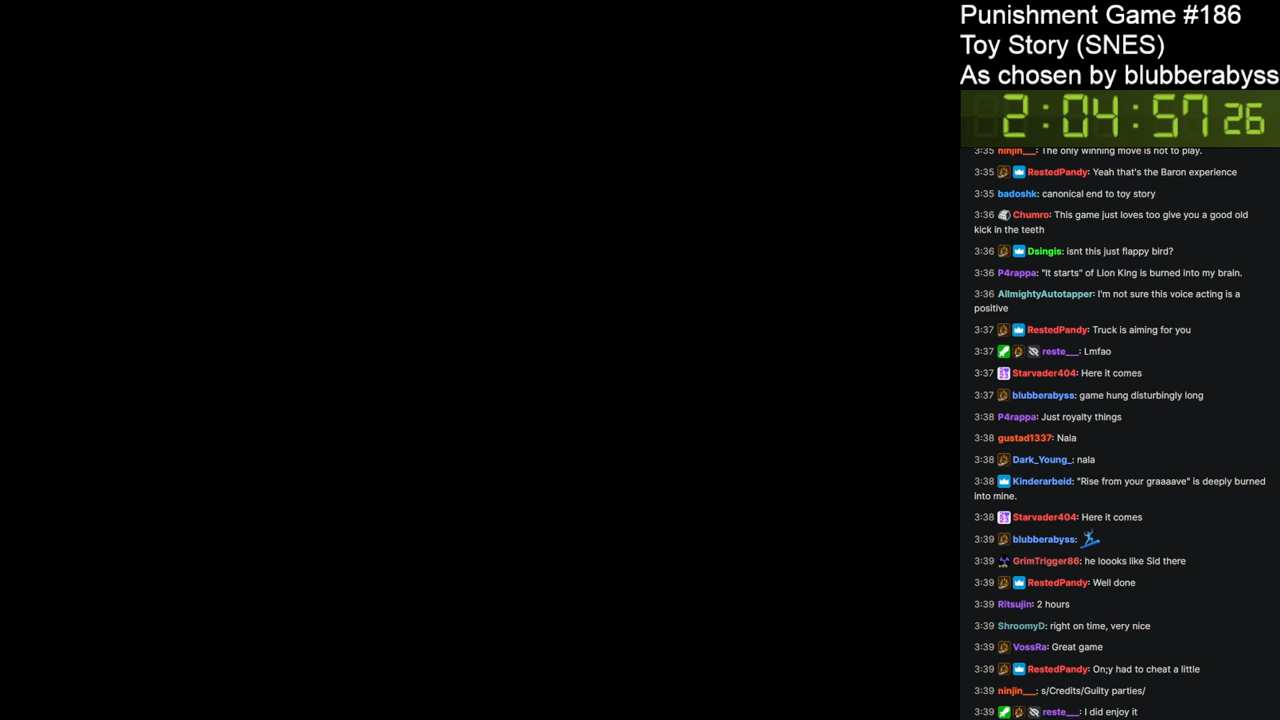 Punishment Game #186
Toy Story (SNES)
As chosen by blubberabyss
2:04:57 26
3:35 ninjin___: The only winning move is not to play.
3:35 RestedPandy: Yeah that's the Baron experience
3:35 badoshk: canonical end to toy story
3:36 Chumro: This game just loves too give you a good old
kick in the teeth
3:36 Dsingis: isnt this just flappy bird?
3:36 P4rappa: "It starts" of Lion King is burned into my brain.
3:36 AllmightyAutotapper: I'm not sure this voice acting is a
positive
3:37 RestedPandy: Truck is aiming for you
3:37 reste___: Lmfao
3:37 Starvader404: Here it comes
3:37 blubberabyss: game hung disturbingly long
3:38 P4rappa: Just royalty things
3:38 gustad1337: Nala
3:38 Dark_Young_: nala
3:38 Kinderarbeid: "Rise from your graaaave" is deeply burned
into mine.
3:38 Starvader404: Here it comes
3:39 blubberabyss:
3:39 GrimTrigger86: he loooks like Sid there
3:39 RestedPandy: Well done
3:39 Ritsujin: 2 hours
3:39 ShroomyD: right on time, very nice
3:39 VossRa: Great game
3:39 RestedPandy: On;y had to cheat a little
3:39 ninjin___: s/Credits/Guilty parties/
3:39 reste___: I did enjoy it